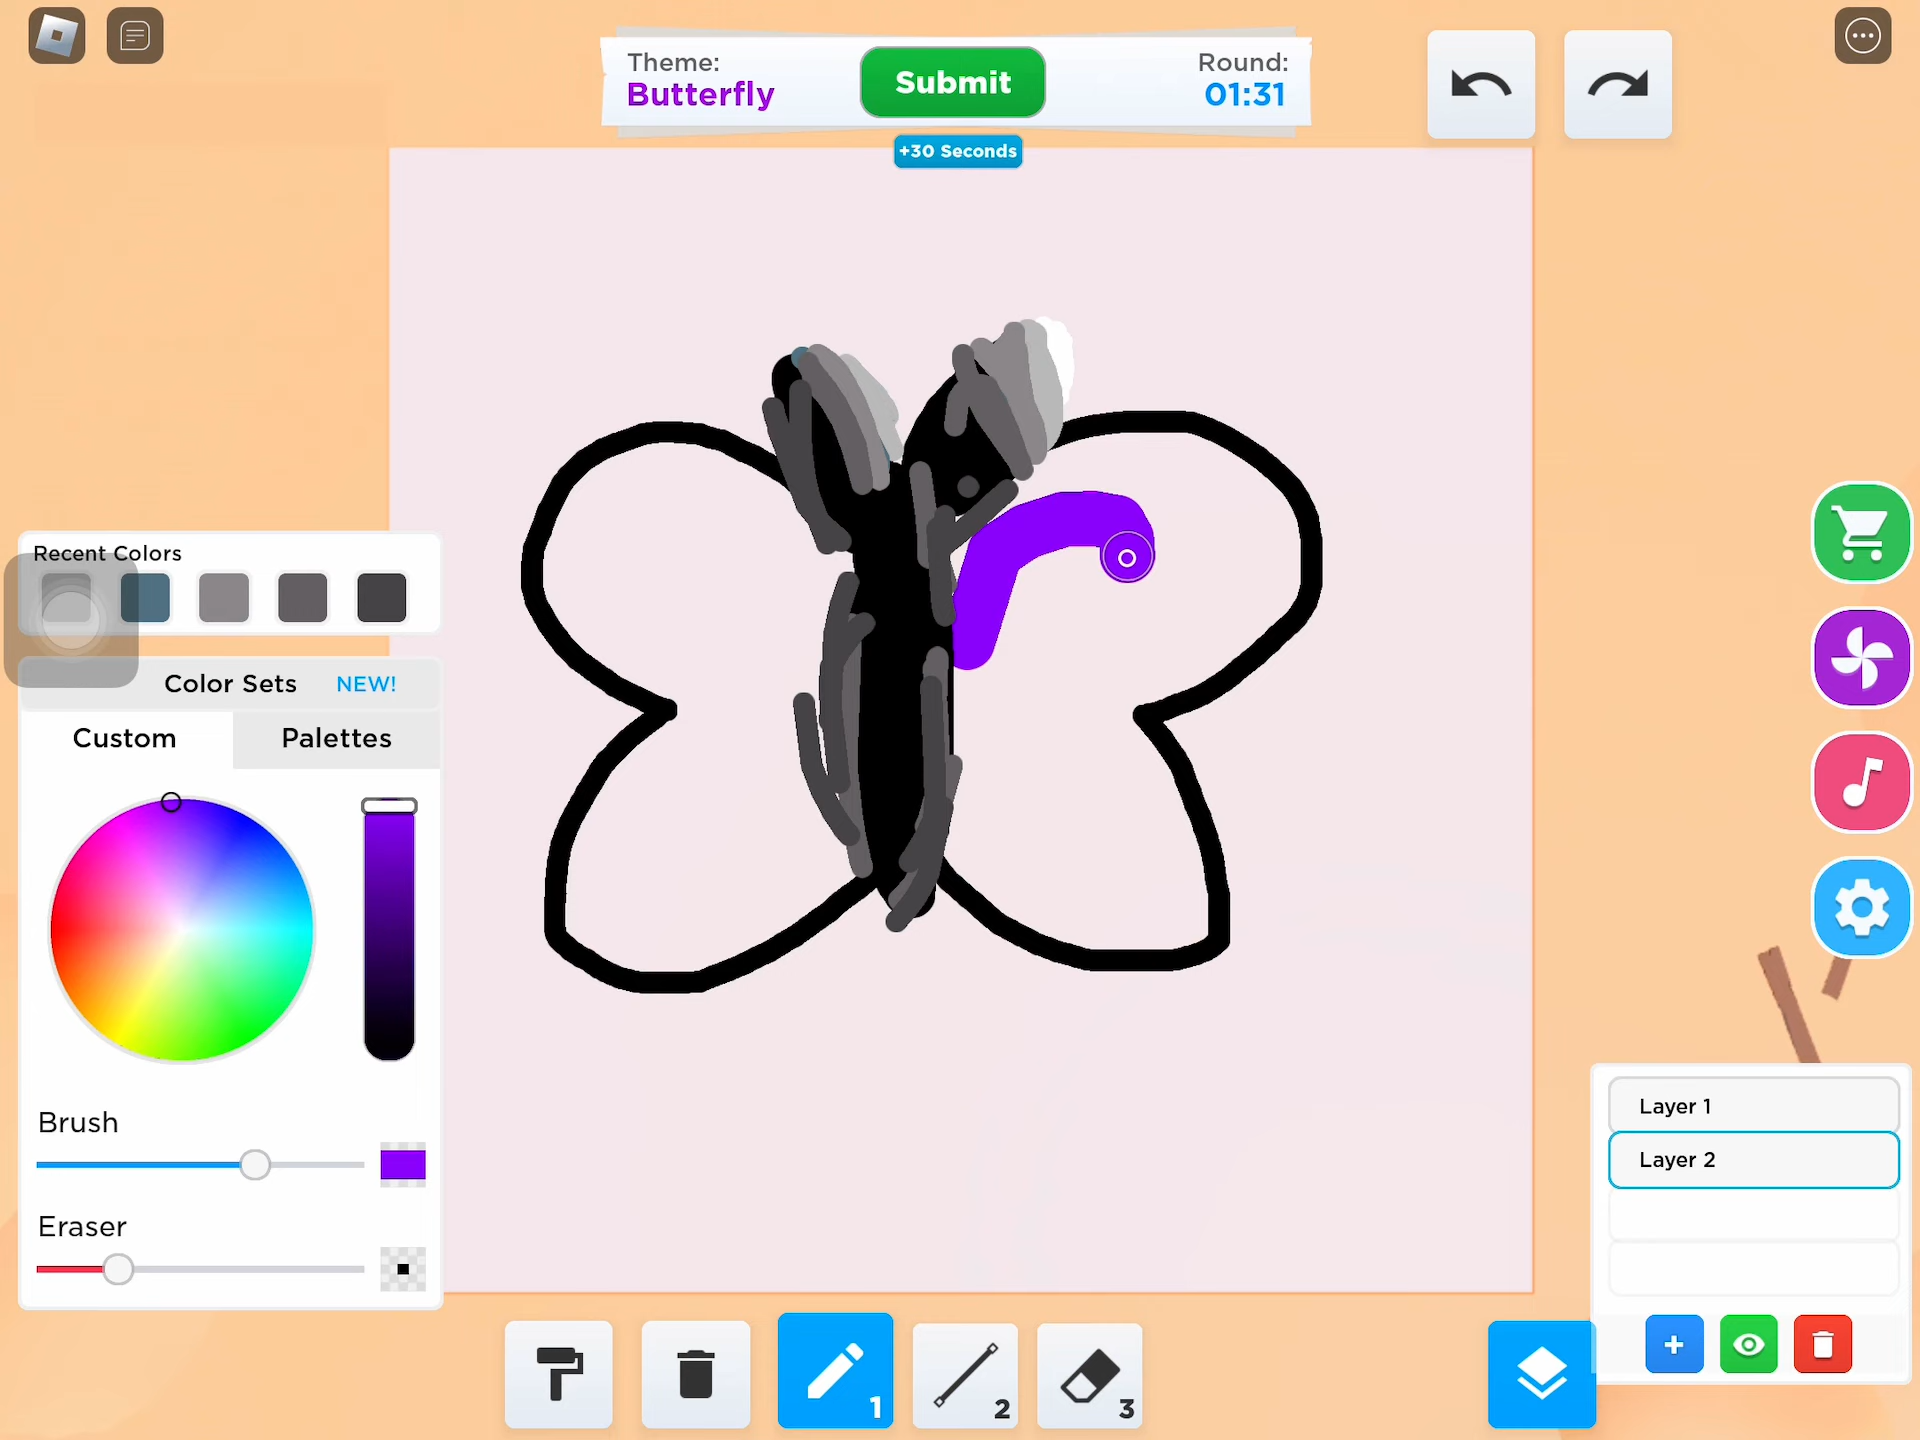 Theme:
Butterfly
Submit
Round:
01:31
+30 Seconds
Recent Colors
Color Sets NEW!
Custom Palettes
Brush
Eraser
Layer 1
Layer 2
1
2
3